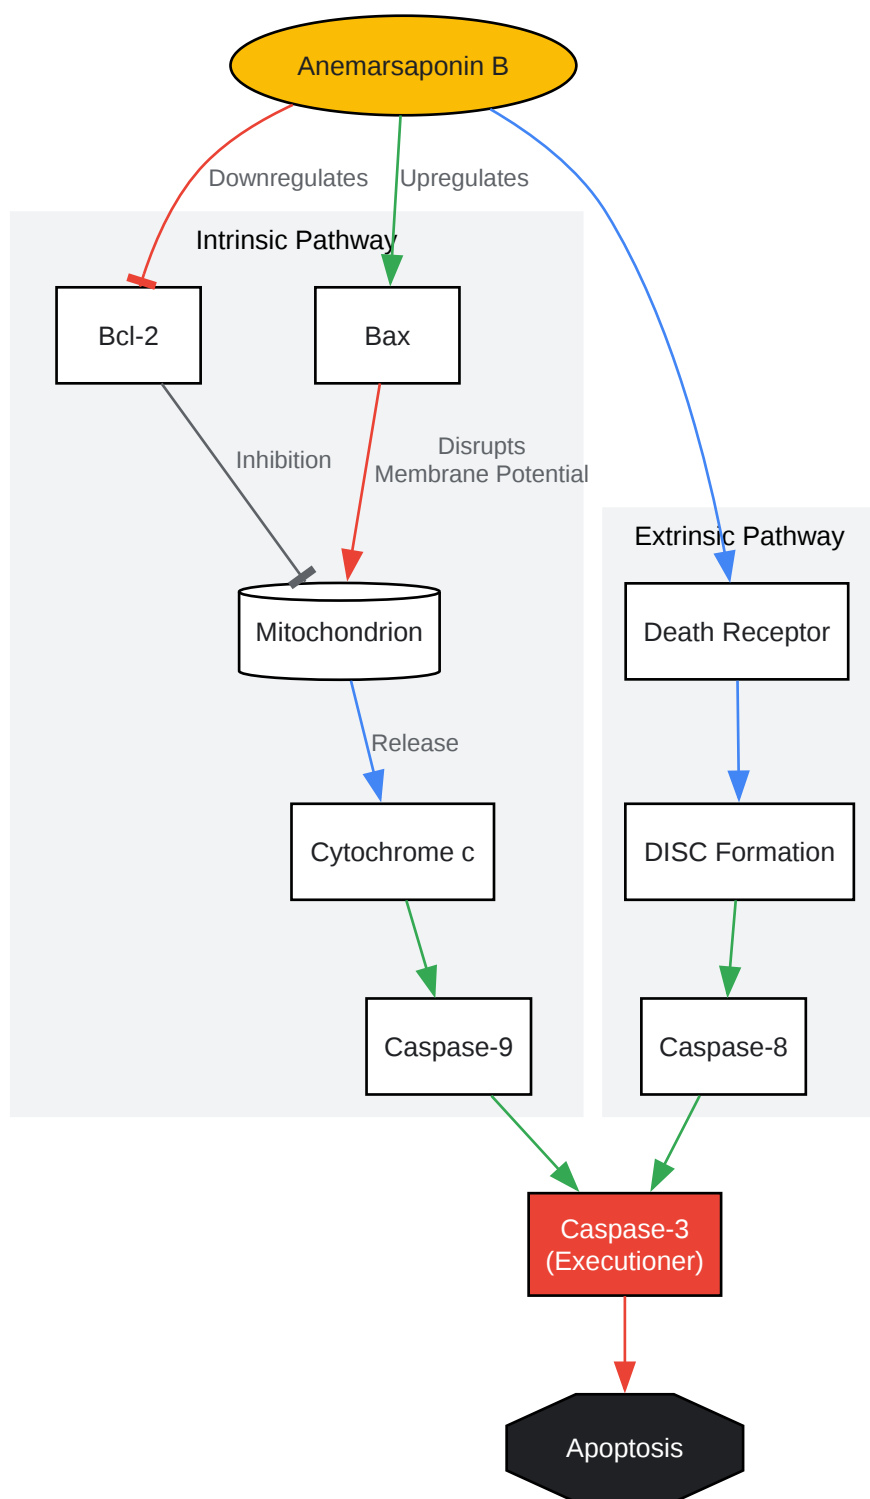 Anemarsaponin B
Downregulates
Upregulates
Intrinsic Pathway
Bcl-2
Bax
Inhibition
Disrupts
Membrane Potential
Extrinsic Pathway
Mitochondrion
Death Receptor
Release
Cytochrome c
DISC Formation
Caspase-9
Caspase-8
Caspase-3
(Executioner)
Apoptosis